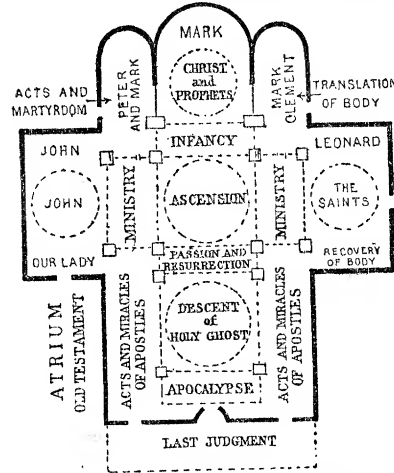 MARK
CHRIST
and
PROPHETS
PETER
AND MARK
MARK
CLEMENT
ACTS AND
MARTYRDOM
TRANSLATION
OF BODY
INFANCY
JOHN
LEONARD
MINISTRY
MINISTRY
JOHN
ASCENSION
THE
SAINTS
OUR LADY
PASSION AND
RESURRECTION
RECOVERY
OF BODY
ATRIUM
OLD TESTAMENT
ACTS AND MIRACLES
OF APOSTLES
DESCENT
of
HOLY GHOST
ACTS AND MIRACLES
OF APOSTLES
APOCALYPSE
LAST JUDGMENT